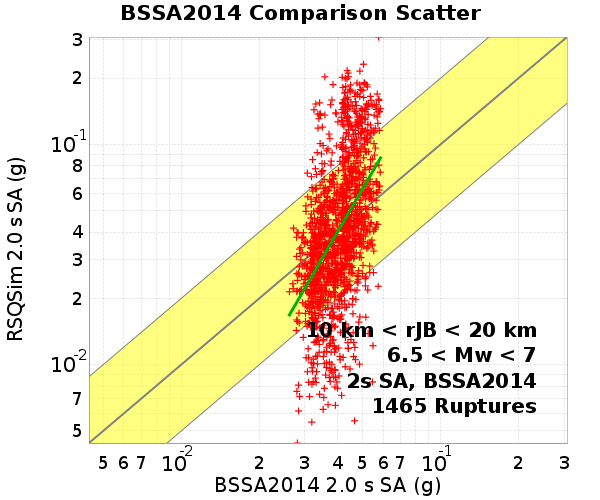 BSSA2014 Comparison Scatter
RSQSim 2.0 s SA (g)
3
2
10-1
8
6
4
3
2
10-2
7
5
10 km < rJB < 20 km
6.5 < Mw < 7
2s SA, BSSA2014
1465 Ruptures
5 6 7 10-2 2 3 4 5 6 7 10-1 2 3
BSSA2014 2.0 s SA (g)